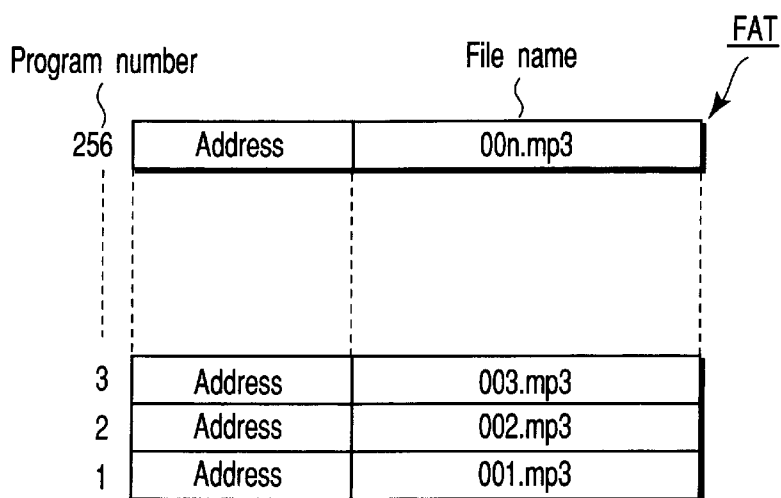 FAT
Program number File name
256 Address 00n.mp3
3 Address 003.mp3
2 Address 002.mp3
1 Address 001.mp3